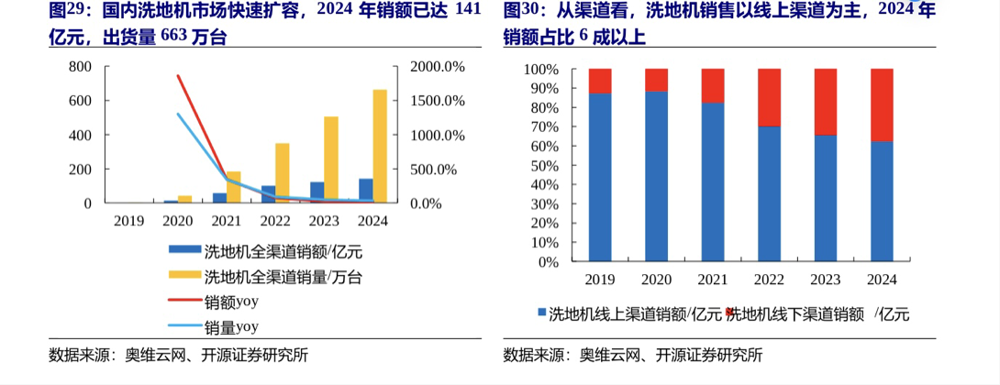 图29：国内洗地机市场快速扩容，2024 年销额已达 141
亿元，出货量 663 万台
800
600
400
200
0
2000.0%
1500.0%
1000.0%
500.0%
0.0%
2019 2020 2021 2022 2023 2024
洗地机全渠道销额/亿元
洗地机全渠道销量/万台
销额yoy
销量yoy
数据来源：奥维云网、开源证券研究所
图30：从渠道看，洗地机销售以线上渠道为主，2024 年
销额占比 6 成以上
100%
90%
80%
70%
60%
50%
40%
30%
20%
10%
0%
2019 2020 2021 2022 2023 2024
洗地机线上渠道销额/亿元 洗地机线下渠道销额 /亿元
数据来源：奥维云网、开源证券研究所